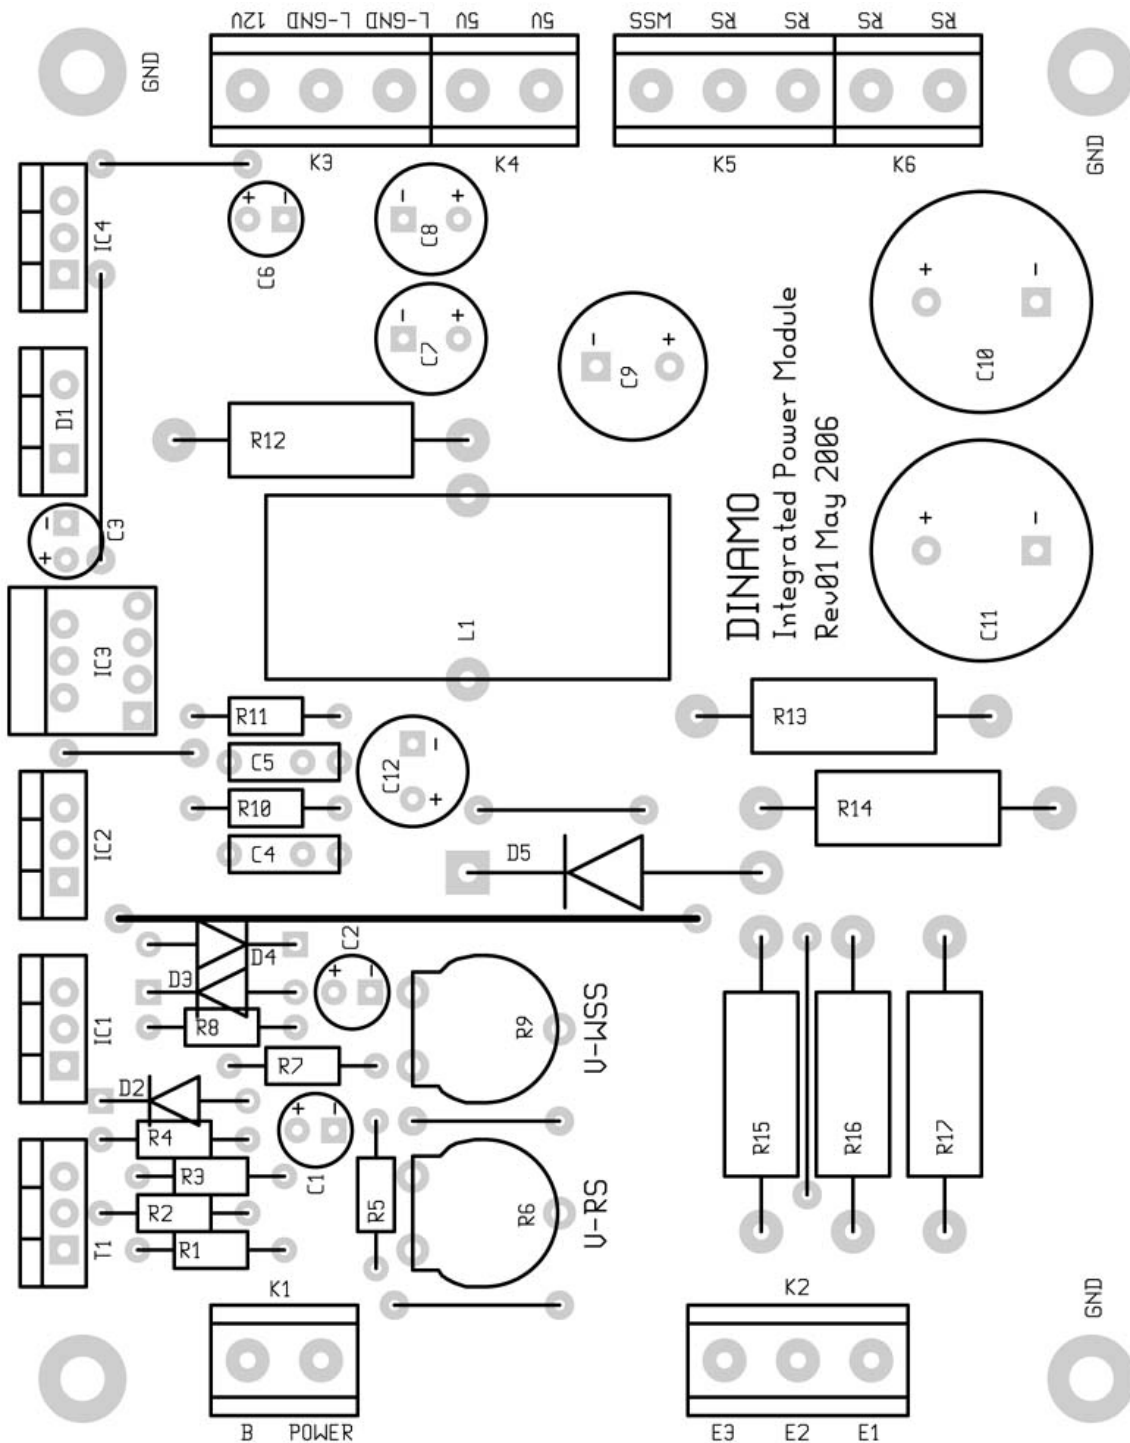 12V L-GND L-GND 5V 5V WSS RS RS RS RS
GND
GND
K3 K4 K5 K6
IC4
+ -
C6
- +
C8
- +
C7
- +
C9
+ -
C10
D1
R12
- +
C3
+ -
C11
DINAMO
Integrated Power Module
Rev01 May 2006
L1
IC3
R11
R13
C5
- +
C12
R10
R14
IC2
C4
D5
D4
C2
+ -
D3
IC1
R8
R9
V-WSS
R7
D2
+ -
C1
R4
R15 R16 R17
R3
R5
R2
R6
V-RS
T1
R1
K1
K2
GND
B POWER
E3 E2 E1